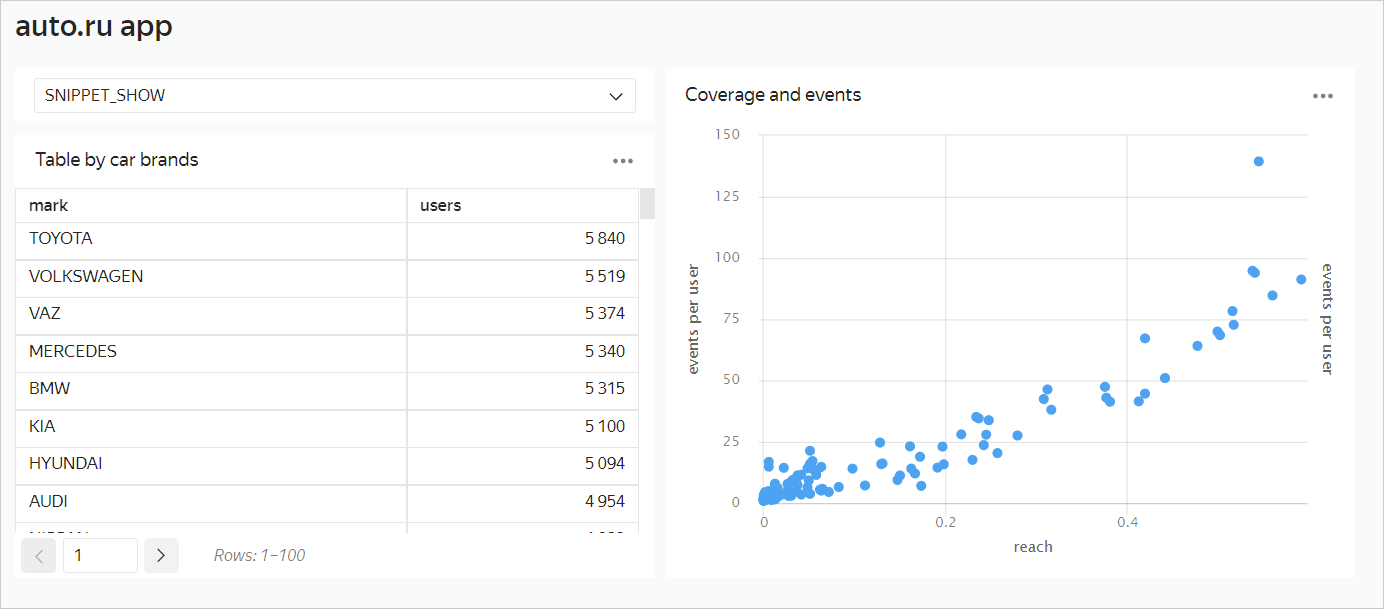 auto.ru app
SNIPPET_SHOW
Table by car brands
mark users
TOYOTA 5 840
VOLKSWAGEN 5 519
VAZ 5 374
MERCEDES 5 340
BMW 5 315
KIA 5 100
HYUNDAI 5 094
AUDI 4 954
1
Rows: 1–100
Coverage and events
150
125
100
75
50
25
0
events per user
0 0.2 0.4
reach
events per user